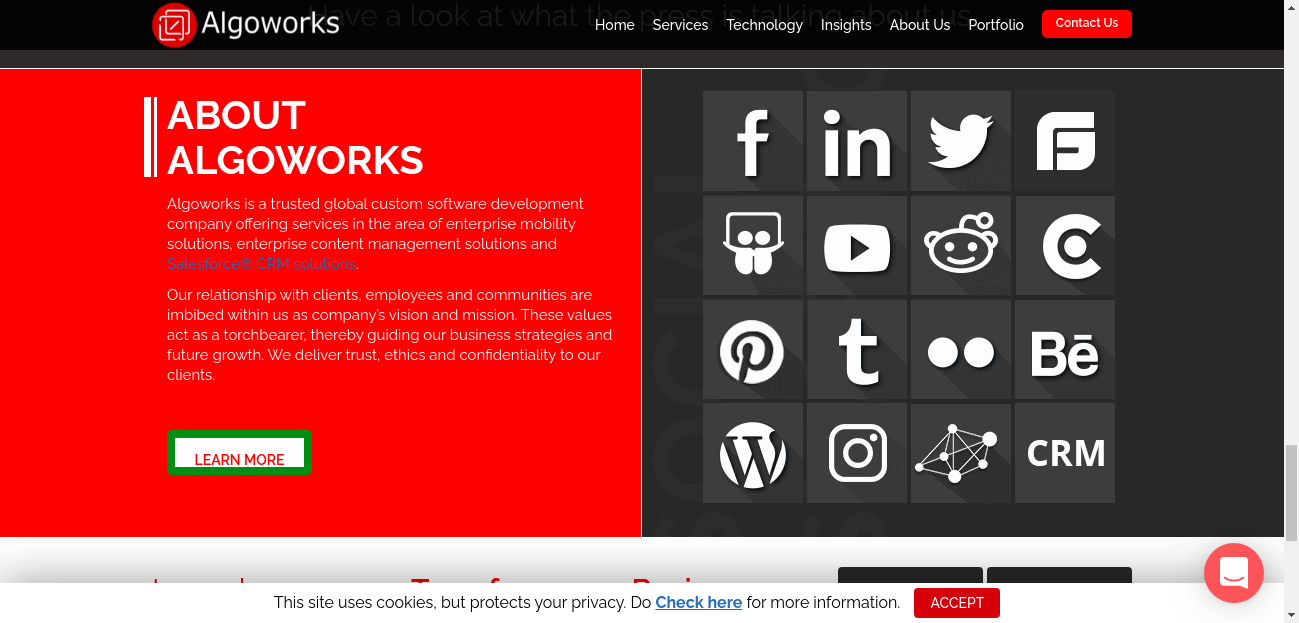 Have a look at what the press is talking about us
Algoworks
Home
Services
Technology
Insights
About Us
Portfolio
Contact Us
ABOUT
ALGOWORKS
Algoworks is a trusted global custom software development
company offering services in the area of enterprise mobility
solutions, enterprise content management solutions and
Salesforce® CRM solutions.
Our relationship with clients, employees and communities are
imbibed within us as company's vision and mission. These values
act as a torchbearer, thereby guiding our business strategies and
future growth. We deliver trust, ethics and confidentiality to our
clients.
LEARN MORE
f
in
t
Bē
CRM
This site uses cookies, but protects your privacy. Do Check here for more information.
ACCEPT